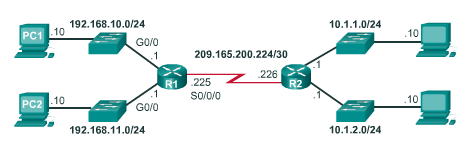 192.168.10.0/24
10.1.1.0/24
PC1
.10
G0/0
.10
209.165.200.224/30
.1
.1
.226
R1
.225
R2
PC2
.10
.1
S0/0/0
.1
.10
G0/0
192.168.11.0/24
10.1.2.0/24